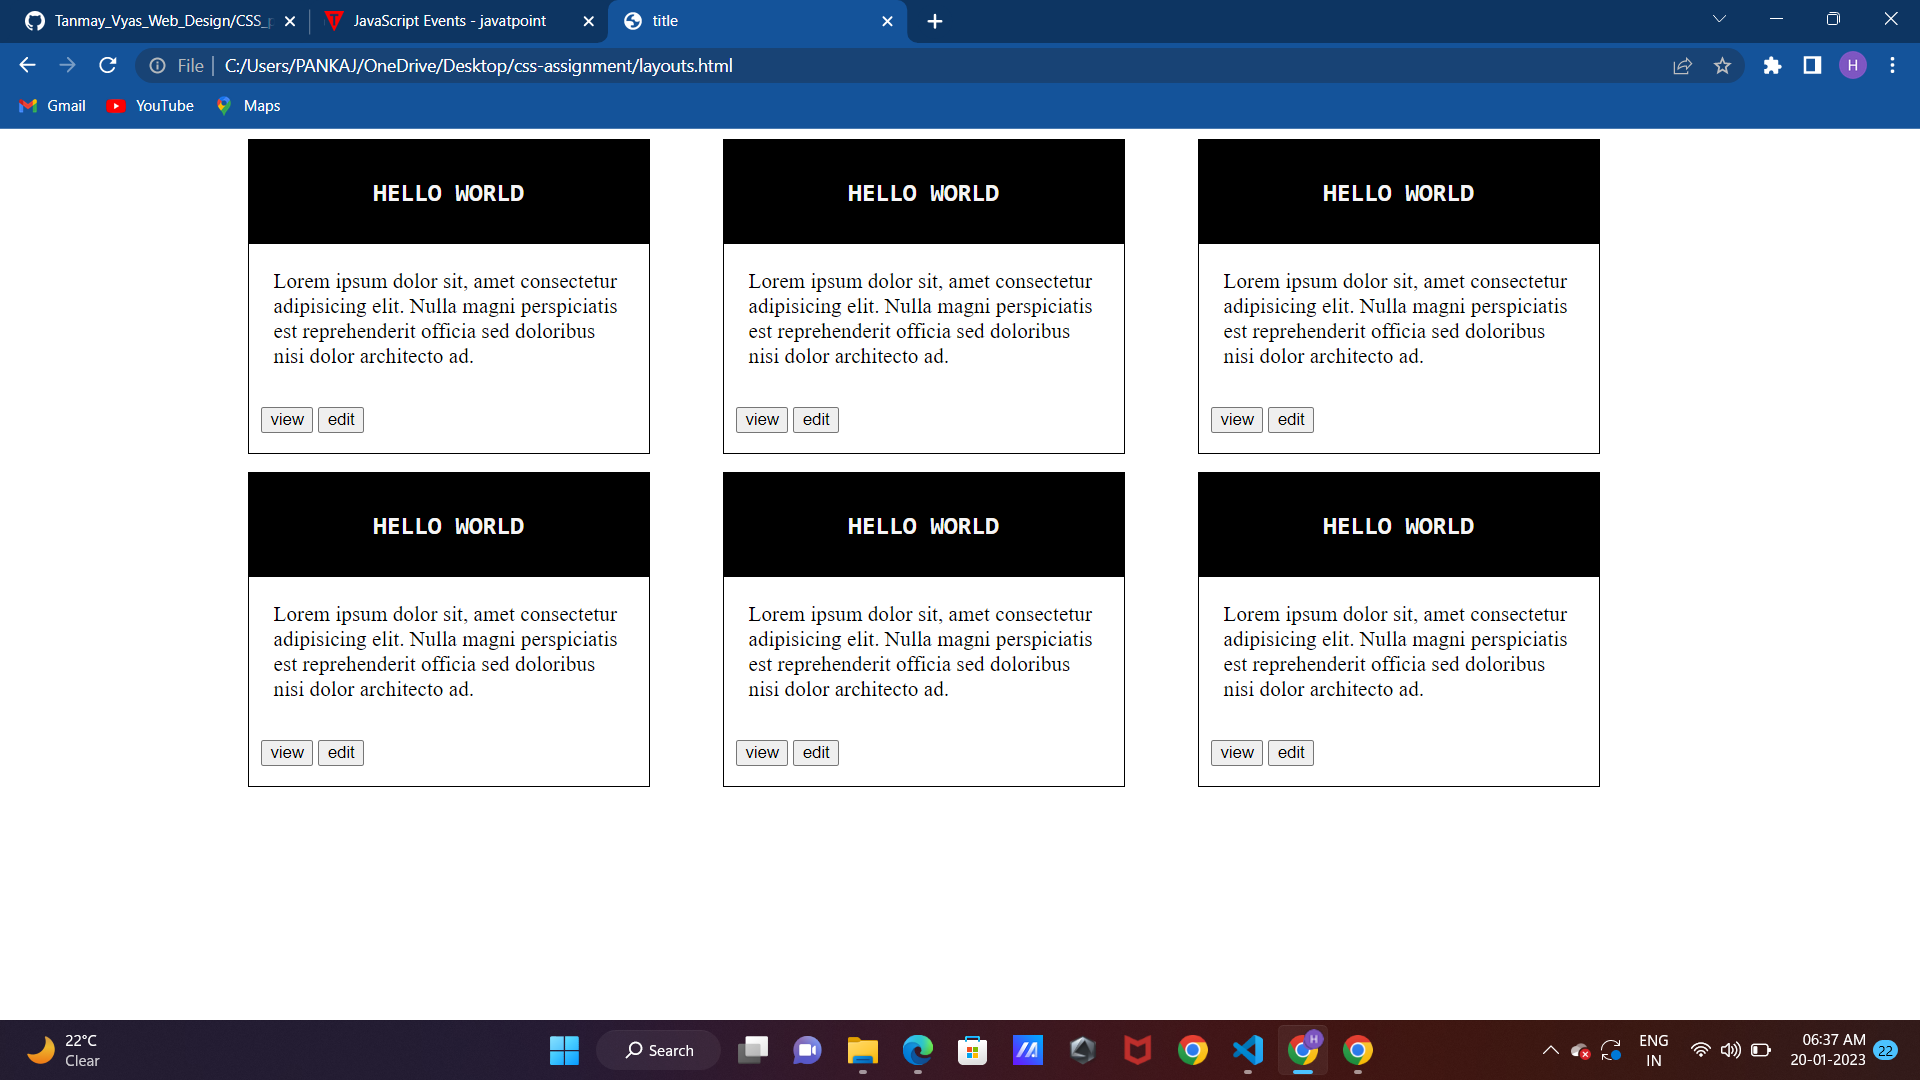 Tanmay_Vyas_Web_Design/CSS_p
JavaScript Events - javatpoint
title
File
C:/Users/PANKAJ/OneDrive/Desktop/css-assignment/layouts.html
H
Gmail
YouTube
Maps
HELLO WORLD
Lorem ipsum dolor sit, amet consectetur
adipisicing elit. Nulla magni perspiciatis
est reprehenderit officia sed doloribus
nisi dolor architecto ad.
view edit
HELLO WORLD
Lorem ipsum dolor sit, amet consectetur
adipisicing elit. Nulla magni perspiciatis
est reprehenderit officia sed doloribus
nisi dolor architecto ad.
view edit
HELLO WORLD
Lorem ipsum dolor sit, amet consectetur
adipisicing elit. Nulla magni perspiciatis
est reprehenderit officia sed doloribus
nisi dolor architecto ad.
view edit
HELLO WORLD
Lorem ipsum dolor sit, amet consectetur
adipisicing elit. Nulla magni perspiciatis
est reprehenderit officia sed doloribus
nisi dolor architecto ad.
view edit
HELLO WORLD
Lorem ipsum dolor sit, amet consectetur
adipisicing elit. Nulla magni perspiciatis
est reprehenderit officia sed doloribus
nisi dolor architecto ad.
view edit
HELLO WORLD
Lorem ipsum dolor sit, amet consectetur
adipisicing elit. Nulla magni perspiciatis
est reprehenderit officia sed doloribus
nisi dolor architecto ad.
view edit
22°C
Clear
Search
H
ENG
IN
06:37 AM
20-01-2023
22